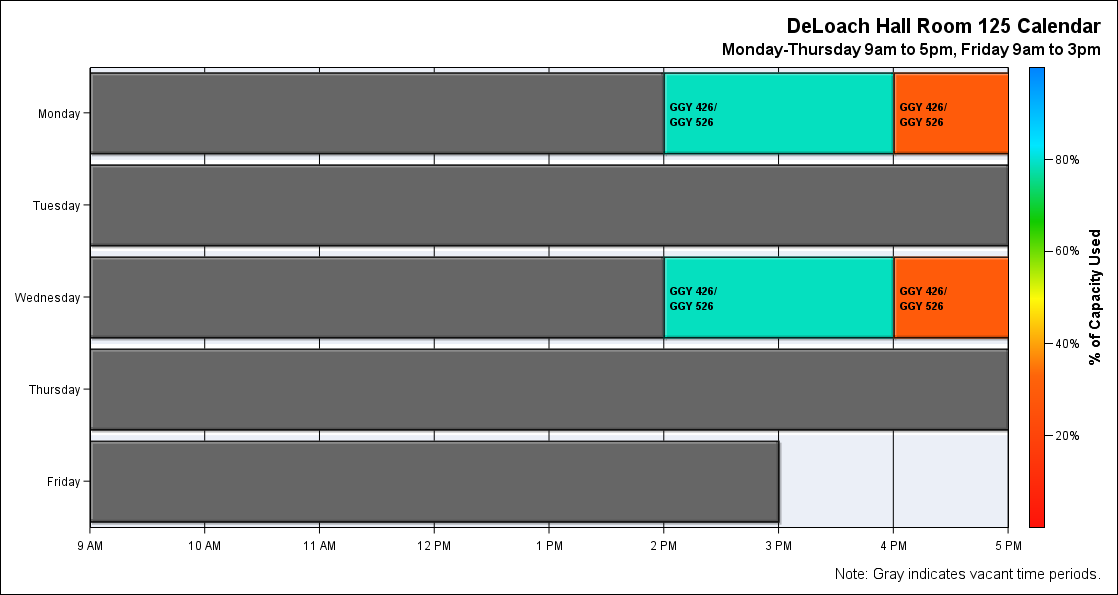 DeLoach Hall Room 125 Calendar
Monday-Thursday 9am to 5pm, Friday 9am to 3pm
Monday
GGY 426/
GGY 526
GGY 426/
GGY 526
Tuesday
Wednesday
GGY 426/
GGY 526
GGY 426/
GGY 526
Thursday
Friday
9 AM
10 AM
11 AM
12 PM
1 PM
2 PM
3 PM
4 PM
5 PM
80%
60%
40%
20%
% of Capacity Used
Note: Gray indicates vacant time periods.